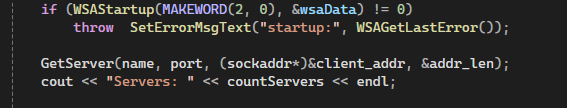 if (WSAStartup(MAKEWORD(2, 0), &wsaData) != 0)
throw  SetErrorMsgText("startup:", WSAGetLastError());
GetServer(name, port, (sockaddr*)&client_addr, &addr_len);
cout << "Servers: " << countServers << endl;